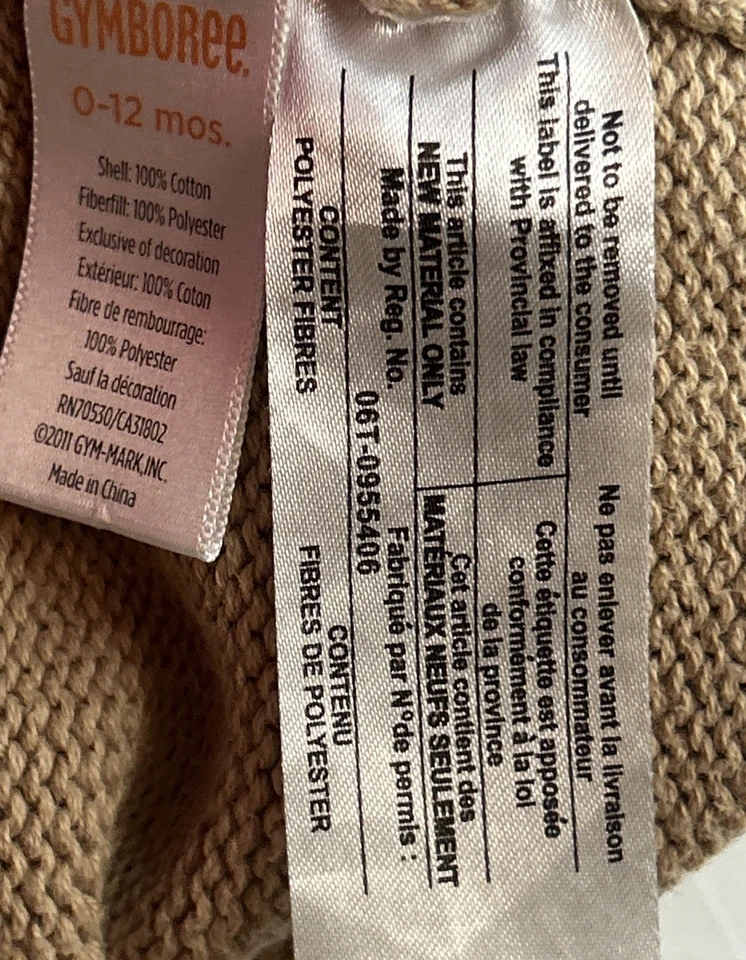 GYMBOREE.
0-12 mos.
Shell: 100% Cotton
Fiberfill: 100% Polyester
Exclusive of decoration
Extérieur: 100% Coton
Fibre de rembourrage:
100% Polyester
Sauf la décoration
RN70530/CA31802
©2011 GYM-MARK,INC.
Made in China
Not to be removed until
delivered to the consumer
Ne pas enlever avant la livraison
au consommateur
This label is affixed in compliance
with Provincial law
Cette étiquette est apposée
conformément à la loi
de la province
This article contains
NEW MATERIAL ONLY
Cet article contient des
MATÉRIAUX NEUFS SEULEMENT
Made by Reg. No.
Fabriqué par N° de permis :
06T-0955406
CONTENT
POLYESTER FIBRES
CONTENU
FIBRES DE POLYESTER